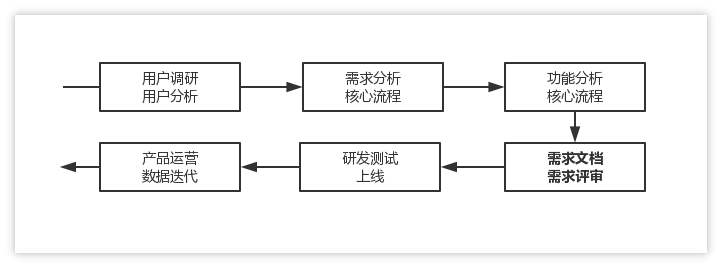 用户调研
用户分析
需求分析
核心流程
功能分析
核心流程
需求文档
需求评审
研发测试
上线
产品运营
数据迭代